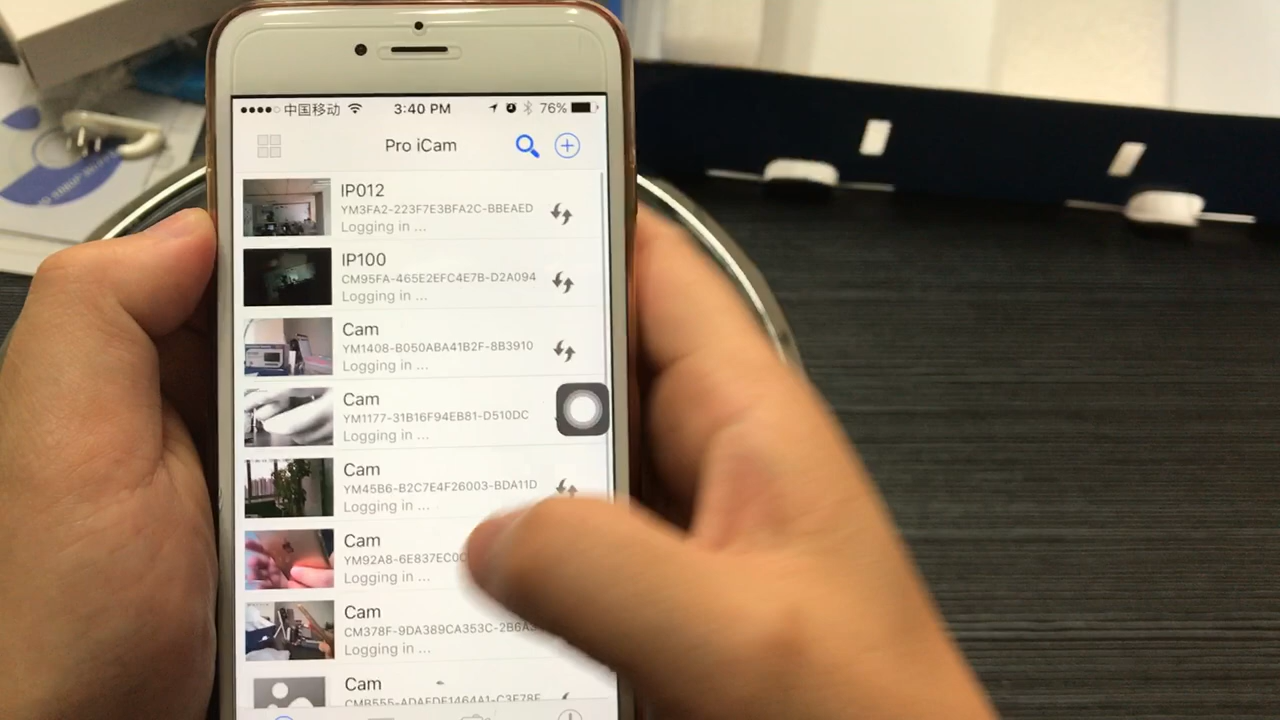 中国移动 3:40 PM 76%
Pro iCam
IP012
YM3FA2-223F7E3BFA2C-BBEAED
Logging in ...
IP100
CM95FA-465E2EFC4E7B-D2A094
Logging in ...
Cam
YM1408-B050ABA41B2F-8B3910
Logging in ...
Cam
YM1177-31B16F94EB81-D510DC
Logging in ...
Cam
YM45B6-B2C7E4F26003-BDA11D
Logging in ...
Cam
Logging in ...
Cam
Logging in ...
Cam